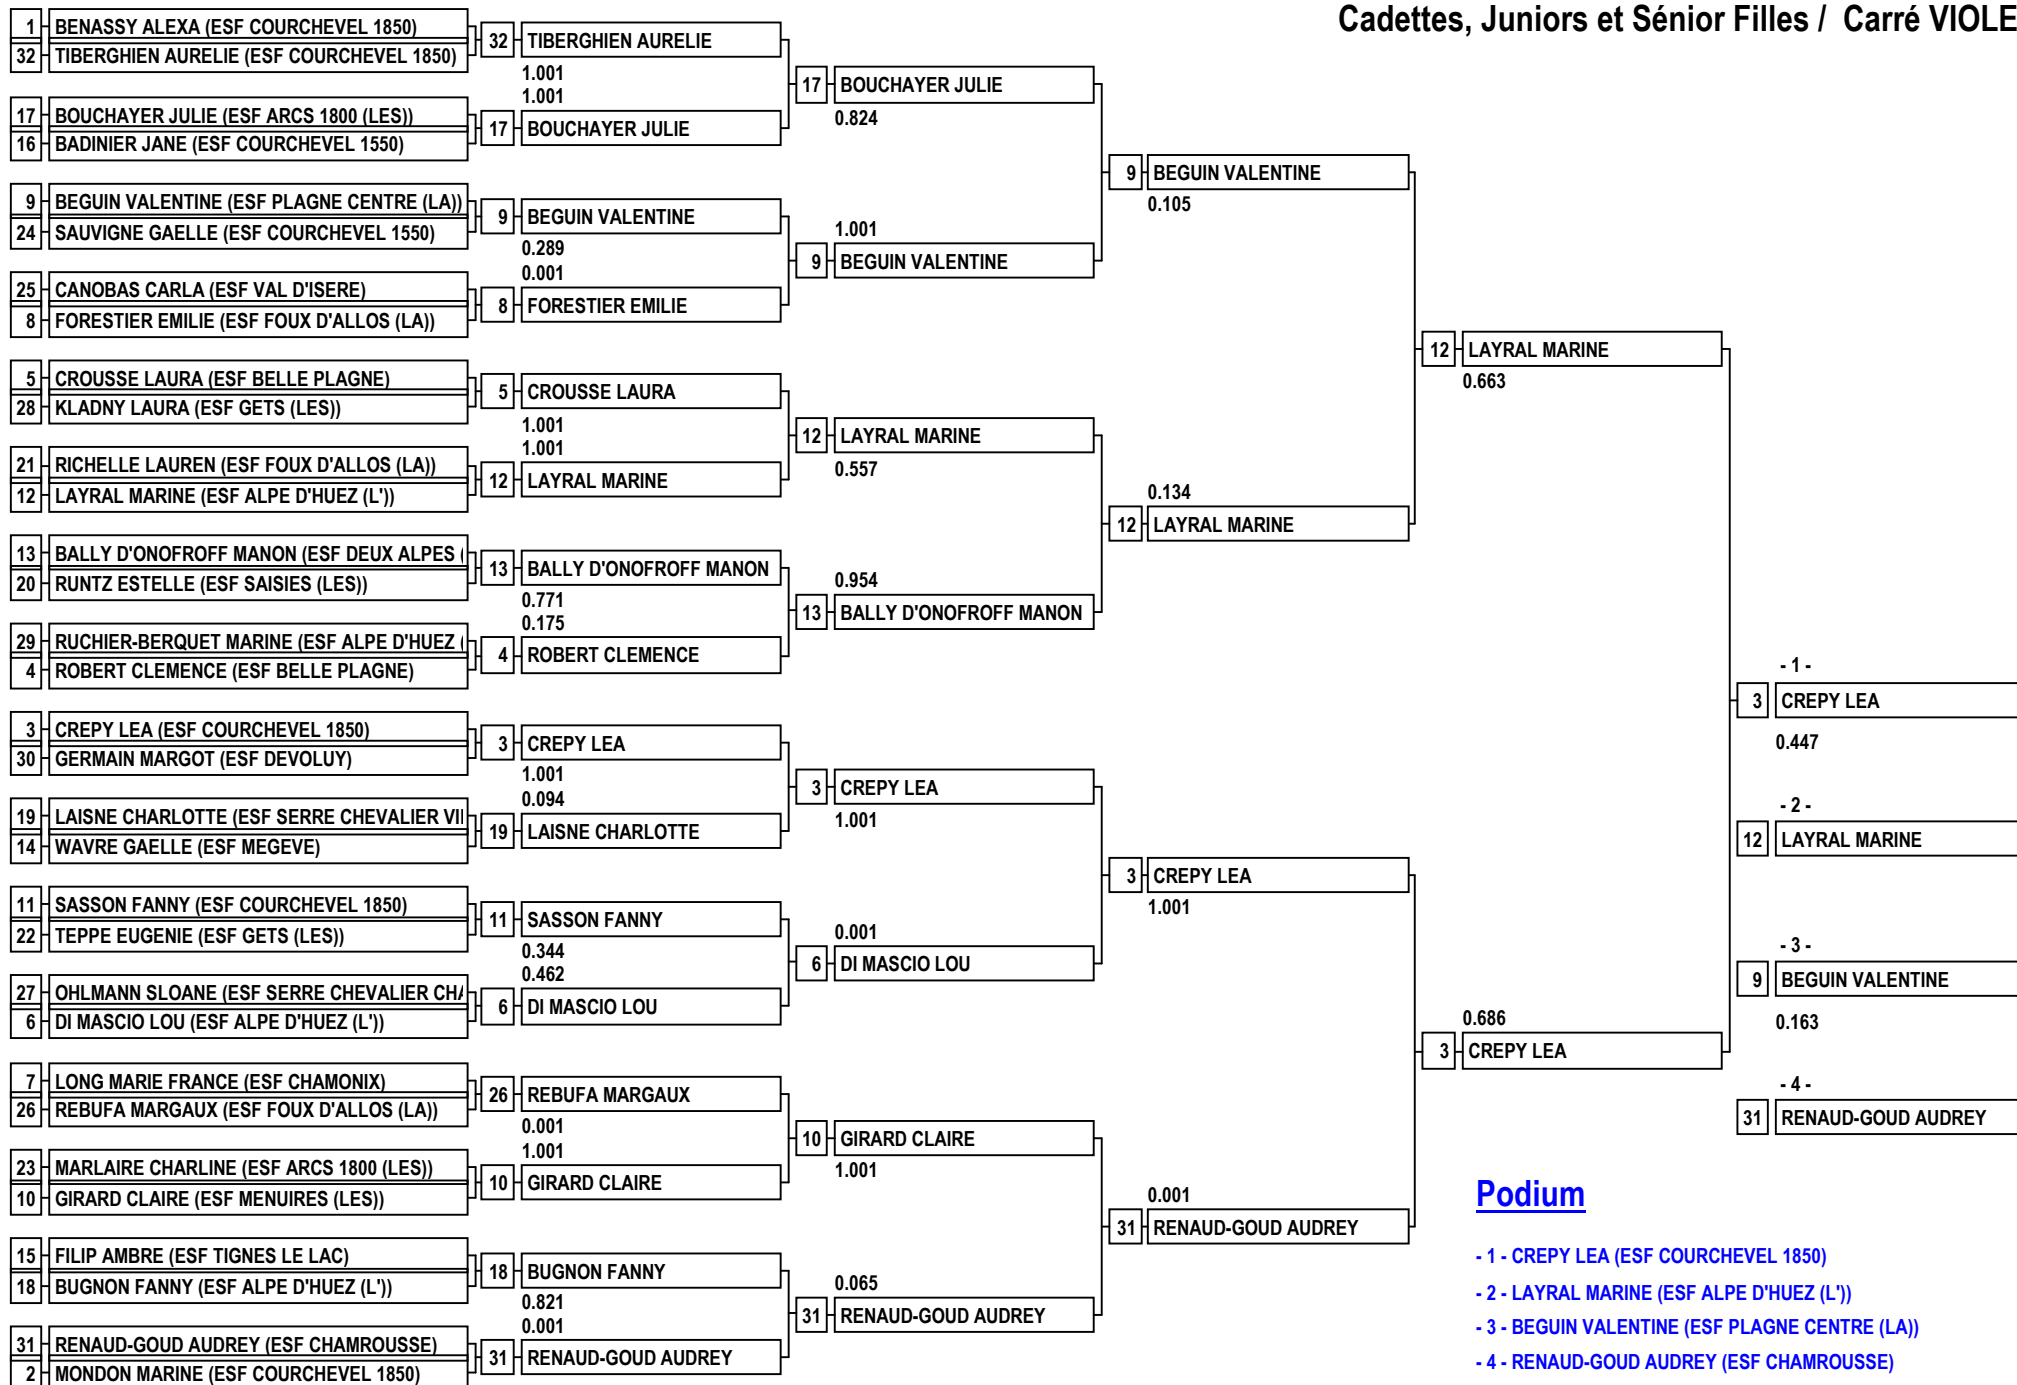 Cadettes, Juniors et Sénior Filles / Carré VIOLE
1 BENASSY ALEXA (ESF COURCHEVEL 1850)
32 TIBERGHIEN AURELIE (ESF COURCHEVEL 1850)
17 BOUCHAYER JULIE (ESF ARCS 1800 (LES))
16 BADINIER JANE (ESF COURCHEVEL 1550)
9 BEGUIN VALENTINE (ESF PLAGNE CENTRE (LA))
24 SAUVIGNE GAELLE (ESF COURCHEVEL 1550)
25 CANOBAS CARLA (ESF VAL D'ISERE)
8 FORESTIER EMILIE (ESF FOUX D'ALLOS (LA))
5 CROUSSE LAURA (ESF BELLE PLAGNE)
28 KLADNY LAURA (ESF GETS (LES))
21 RICHELLE LAUREN (ESF FOUX D'ALLOS (LA))
12 LAYRAL MARINE (ESF ALPE D'HUEZ (L'))
13 BALLY D'ONOFROFF MANON (ESF DEUX ALPES (
20 RUNTZ ESTELLE (ESF SAISIES (LES))
29 RUCHIER-BERQUET MARINE (ESF ALPE D'HUEZ (
4 ROBERT CLEMENCE (ESF BELLE PLAGNE)
3 CREPY LEA (ESF COURCHEVEL 1850)
30 GERMAIN MARGOT (ESF DEVOLUY)
19 LAISNE CHARLOTTE (ESF SERRE CHEVALIER VI
14 WAVRE GAELLE (ESF MEGEVE)
11 SASSON FANNY (ESF COURCHEVEL 1850)
22 TEPPE EUGENIE (ESF GETS (LES))
27 OHLMANN SLOANE (ESF SERRE CHEVALIER CHA
6 DI MASCIO LOU (ESF ALPE D'HUEZ (L'))
7 LONG MARIE FRANCE (ESF CHAMONIX)
26 REBUFA MARGAUX (ESF FOUX D'ALLOS (LA))
23 MARLAIRE CHARLINE (ESF ARCS 1800 (LES))
10 GIRARD CLAIRE (ESF MENUIRES (LES))
15 FILIP AMBRE (ESF TIGNES LE LAC)
18 BUGNON FANNY (ESF ALPE D'HUEZ (L'))
31 RENAUD-GOUD AUDREY (ESF CHAMROUSSE)
2 MONDON MARINE (ESF COURCHEVEL 1850)
32 TIBERGHIEN AURELIE
1.001
1.001
17 BOUCHAYER JULIE
9 BEGUIN VALENTINE
0.289
0.001
8 FORESTIER EMILIE
5 CROUSSE LAURA
1.001
1.001
12 LAYRAL MARINE
13 BALLY D'ONOFROFF MANON
0.771
0.175
4 ROBERT CLEMENCE
3 CREPY LEA
1.001
0.094
19 LAISNE CHARLOTTE
11 SASSON FANNY
0.344
0.462
6 DI MASCIO LOU
26 REBUFA MARGAUX
0.001
1.001
10 GIRARD CLAIRE
18 BUGNON FANNY
0.821
0.001
31 RENAUD-GOUD AUDREY
17 BOUCHAYER JULIE
0.824
1.001
9 BEGUIN VALENTINE
12 LAYRAL MARINE
0.557
0.954
13 BALLY D'ONOFROFF MANON
3 CREPY LEA
1.001
0.001
6 DI MASCIO LOU
10 GIRARD CLAIRE
1.001
0.065
31 RENAUD-GOUD AUDREY
9 BEGUIN VALENTINE
0.105
0.134
12 LAYRAL MARINE
3 CREPY LEA
1.001
0.001
31 RENAUD-GOUD AUDREY
12 LAYRAL MARINE
0.663
0.686
3 CREPY LEA
- 1 -
3 CREPY LEA
0.447
- 2 -
12 LAYRAL MARINE
- 3 -
9 BEGUIN VALENTINE
0.163
- 4 -
31 RENAUD-GOUD AUDREY
Podium
- 1 - CREPY LEA (ESF COURCHEVEL 1850)
- 2 - LAYRAL MARINE (ESF ALPE D'HUEZ (L'))
- 3 - BEGUIN VALENTINE (ESF PLAGNE CENTRE (LA))
- 4 - RENAUD-GOUD AUDREY (ESF CHAMROUSSE)